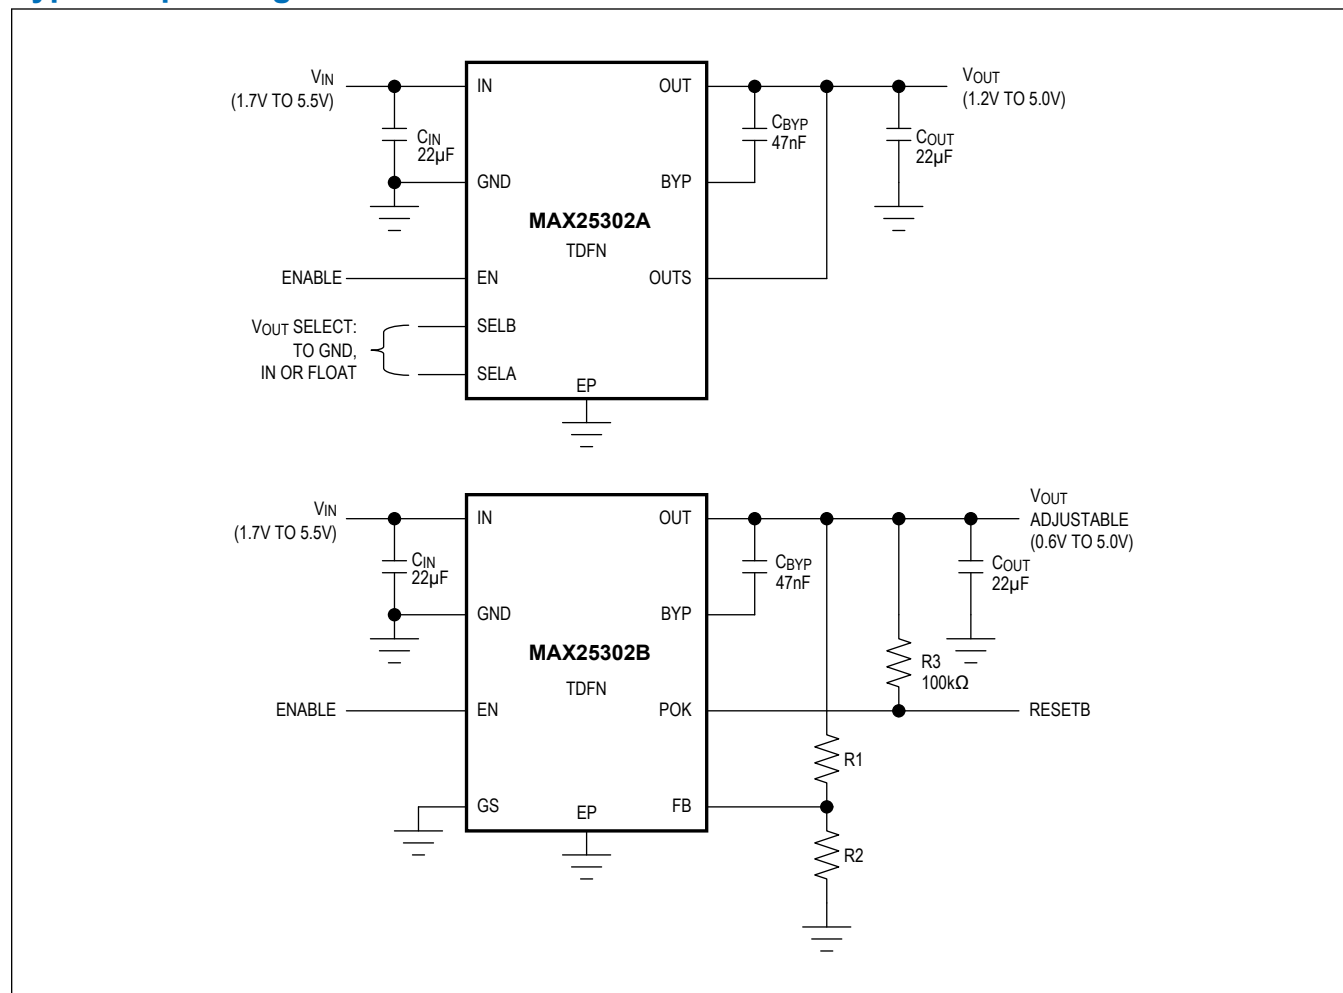 VIN
(1.7V TO 5.5V)
CIN
22µF
IN
GND
EN
SELB
SELA
ENABLE
VOUT SELECT:
TO GND,
IN OR FLOAT
MAX25302A
TDFN
EP
OUT
BYP
OUTS
CBYP
47nF
COUT
22µF
VOUT
(1.2V TO 5.0V)
VIN
(1.7V TO 5.5V)
CIN
22µF
IN
GND
EN
GS
ENABLE
MAX25302B
TDFN
EP
OUT
BYP
POK
FB
CBYP
47nF
COUT
22µF
R3
100kΩ
R1
R2
VOUT
ADJUSTABLE
(0.6V TO 5.0V)
RESETB